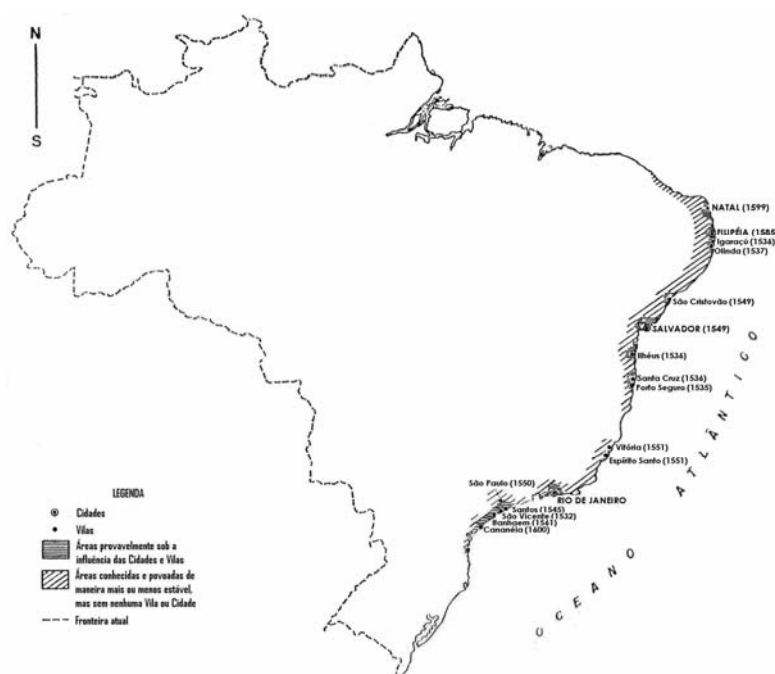 N
S
NATAL (1599)
FILIPÉIA (1585)
Igaraçú (1536)
Olinda (1537)
São Cristovão (1549)
SALVADOR (1549)
Ilhéus (1536)
Santa Cruz (1536)
Porto Seguro (1535)
Vitória (1551)
Espírito Santo (1551)
São Paulo (1550)
RIO DE JANEIRO
Santos (1545)
São Vicente (1532)
Itanhaem (1561)
Cananéia (1600)
OCEANO ATLÂNTICO
LEGENDA
Cidades
Vilas
Áreas provavelmente sob a
influência das Cidades e Vilas
Áreas conhecidas e povoadas de
maneira mais ou menos estável,
mas sem nenhuma Vila ou Cidade
Fronteira atual